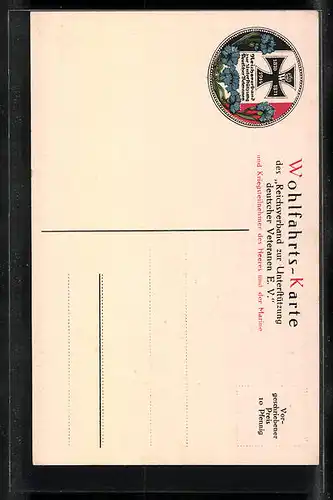 Wohlfahrts-Karte
des „Reichsverband zur Unterstützung
deutscher Veteranen E. V.“
und Kriegsteilnehmer des Heeres und der Marine
Vor-
geschriebener
Preis
10 Pfennig